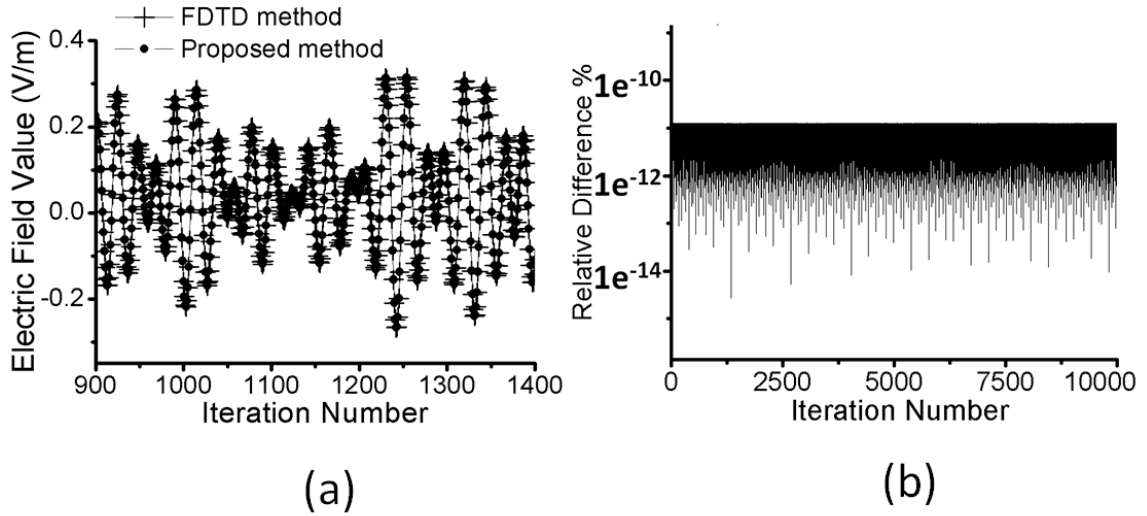 FDTD method
Proposed method
Electric Field Value (V/m)
0.4
0.2
0.0
-0.2
900 1000 1100 1200 1300 1400
Iteration Number
(a)
Relative Difference %
1e-10
1e-12
1e-14
0 2500 5000 7500 10000
Iteration Number
(b)